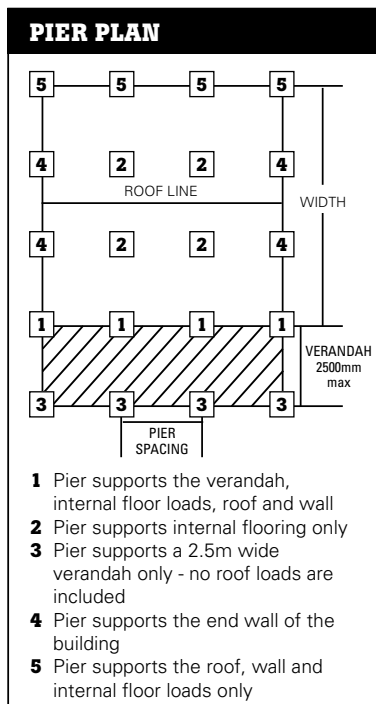 PIER PLAN
5 5 5 5
4 2 2 4
ROOF LINE
WIDTH
4 2 2 4
1 1 1 1
VERANDAH
2500mm
max
3 3 3 3
PIER
SPACING
1 Pier supports the verandah,
internal floor loads, roof and wall
2 Pier supports internal flooring only
3 Pier supports a 2.5m wide
verandah only - no roof loads are
included
4 Pier supports the end wall of the
building
5 Pier supports the roof, wall and
internal floor loads only